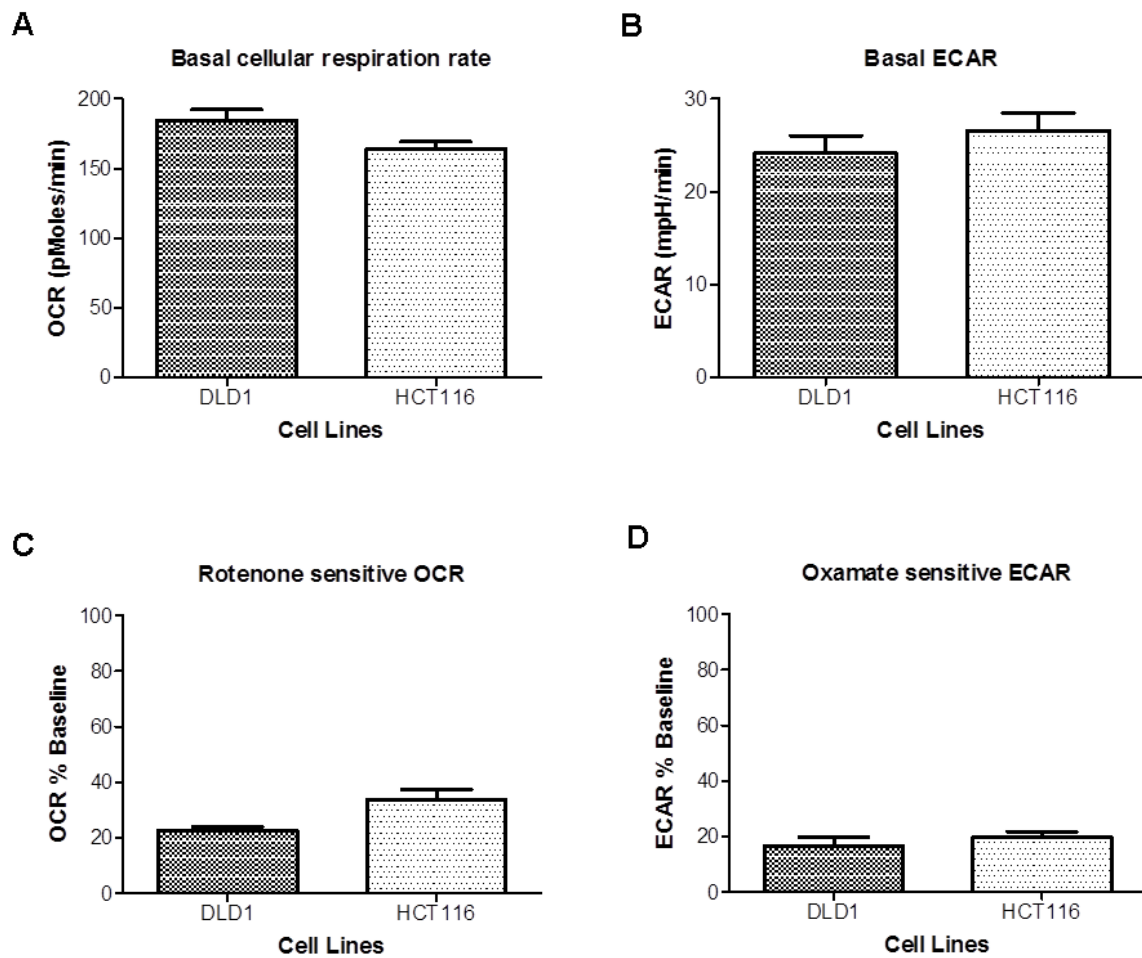 A
Basal cellular respiration rate
200
150
100
50
0
OCR (pMoles/min)
DLD1
HCT116
Cell Lines
B
Basal ECAR
30
20
10
0
ECAR (mpH/min)
DLD1
HCT116
Cell Lines
C
Rotenone sensitive OCR
100
80
60
40
20
0
OCR % Baseline
DLD1
HCT116
Cell Lines
D
Oxamate sensitive ECAR
100
80
60
40
20
0
ECAR % Baseline
DLD1
HCT116
Cell Lines